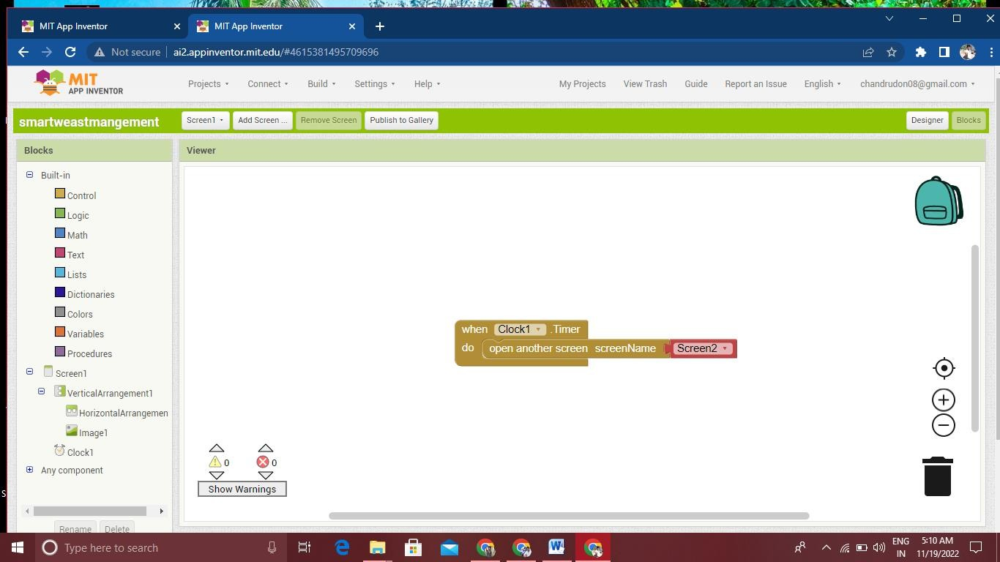 MIT App Inventor
MIT App Inventor
Not secure
ai2.appinventor.mit.edu/#4615381495709696
MIT
APP INVENTOR
Projects
Connect
Build
Settings
Help
My Projects
View Trash
Guide
Report an Issue
English
chandrudon08@gmail.com
smartweastmangement
Screen1
Add Screen ...
Remove Screen
Publish to Gallery
Designer
Blocks
Blocks
Viewer
Built-in
Control
Logic
Math
Text
Lists
Dictionaries
Colors
Variables
Procedures
Screen1
VerticalArrangement1
HorizontalArrangemen
Image1
Clock1
Any component
Rename
Delete
when Clock1 .Timer
do open another screen screenName Screen2
0
0
Show Warnings
Type here to search
ENG
IN
5:10 AM
11/19/2022